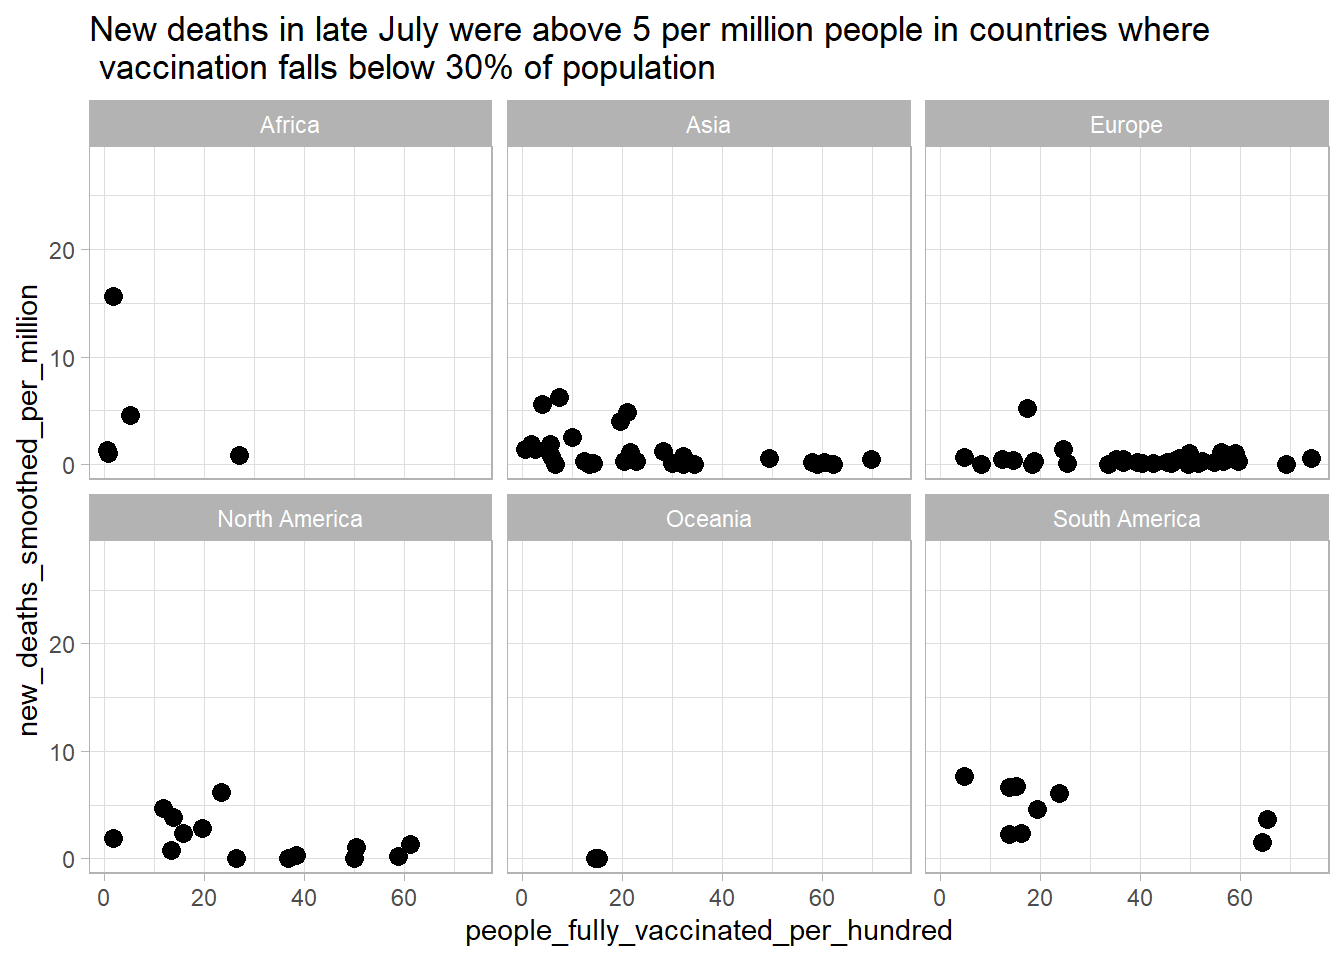 New deaths in late July were above 5 per million people in countries where
vaccination falls below 30% of population
Africa
Asia
Europe
20
10
0
North America
Oceania
South America
20
10
0
0 20 40 60
0 20 40 60
0 20 40 60
people_fully_vaccinated_per_hundred
new_deaths_smoothed_per_million